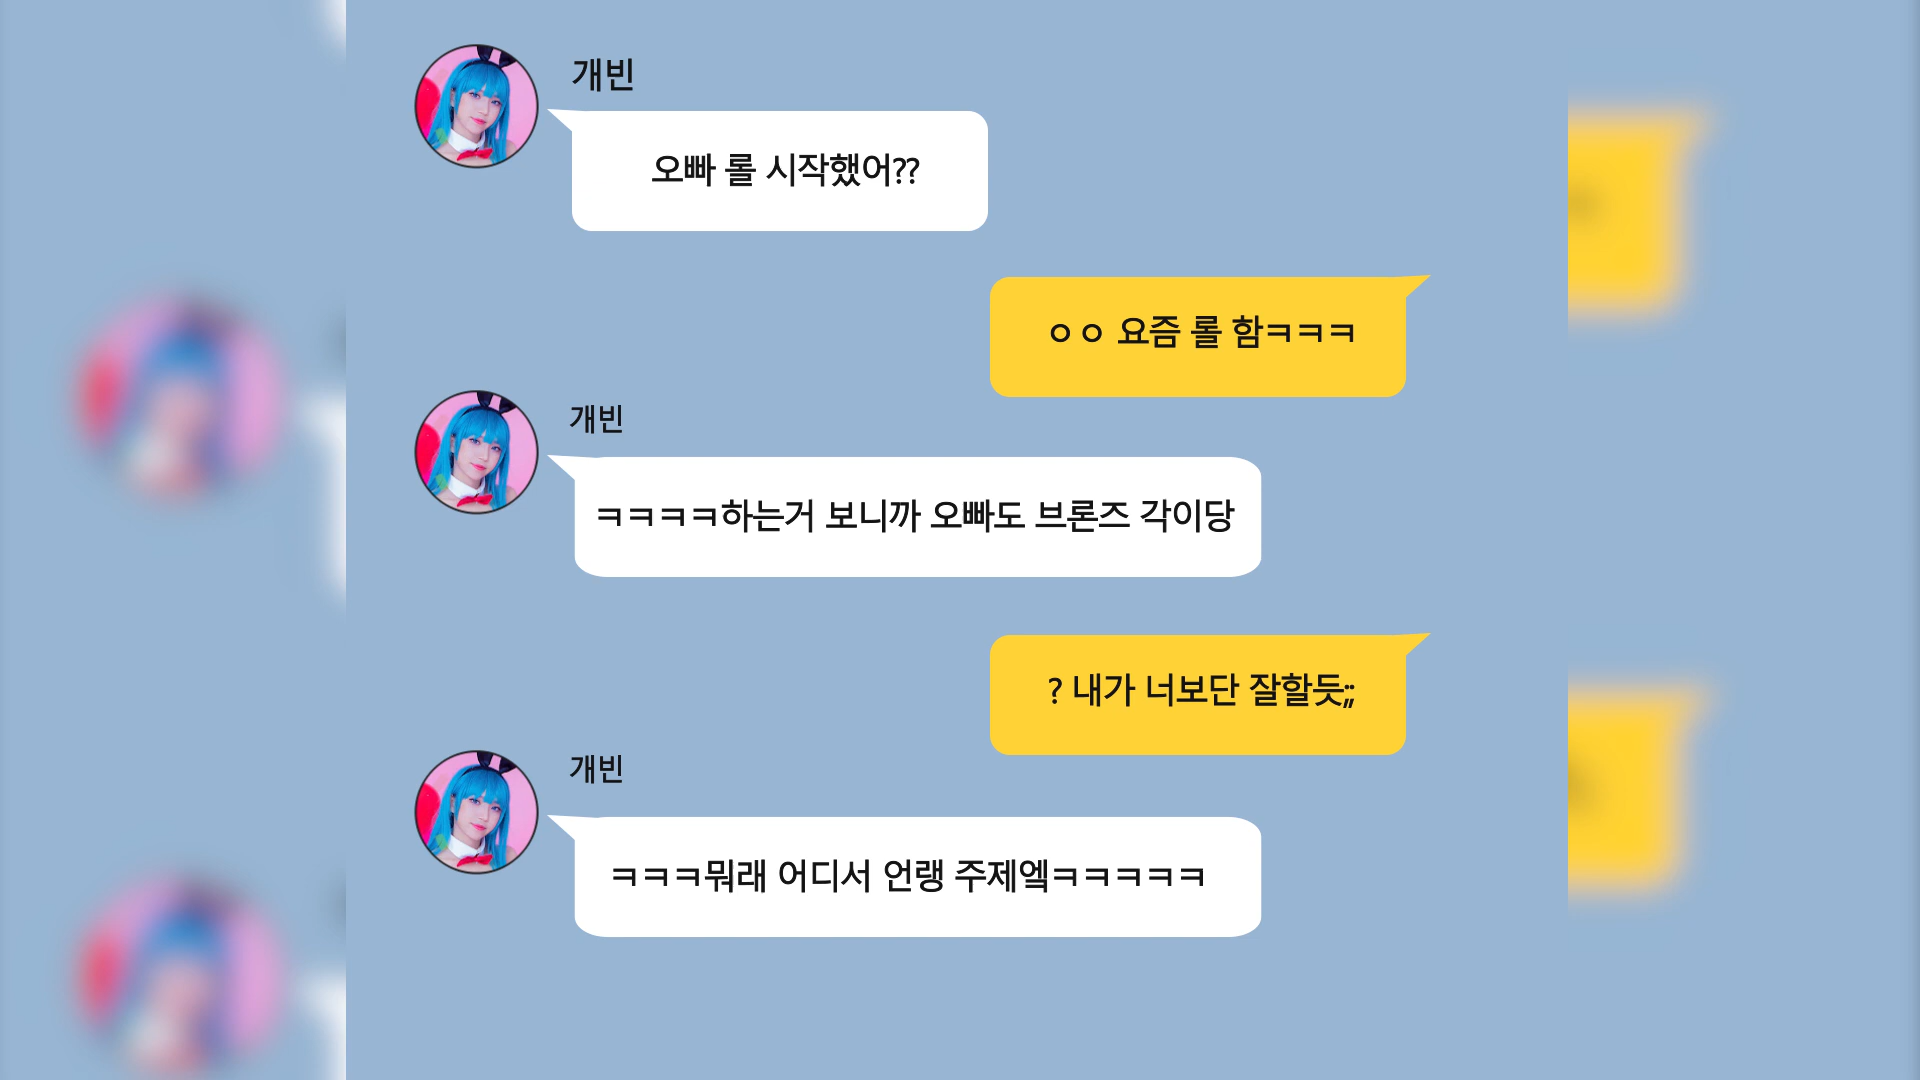 개빈
오빠 롤 시작했어??
ㅇㅇ 요즘 롤 함ㅋㅋㅋ
개빈
ㅋㅋㅋㅋ하는거 보니까 오빠도 브론즈 각이당
? 내가 너보단 잘할듯;;
개빈
ㅋㅋㅋ뭐래 어디서 언랭 주제엨ㅋㅋㅋㅋㅋ